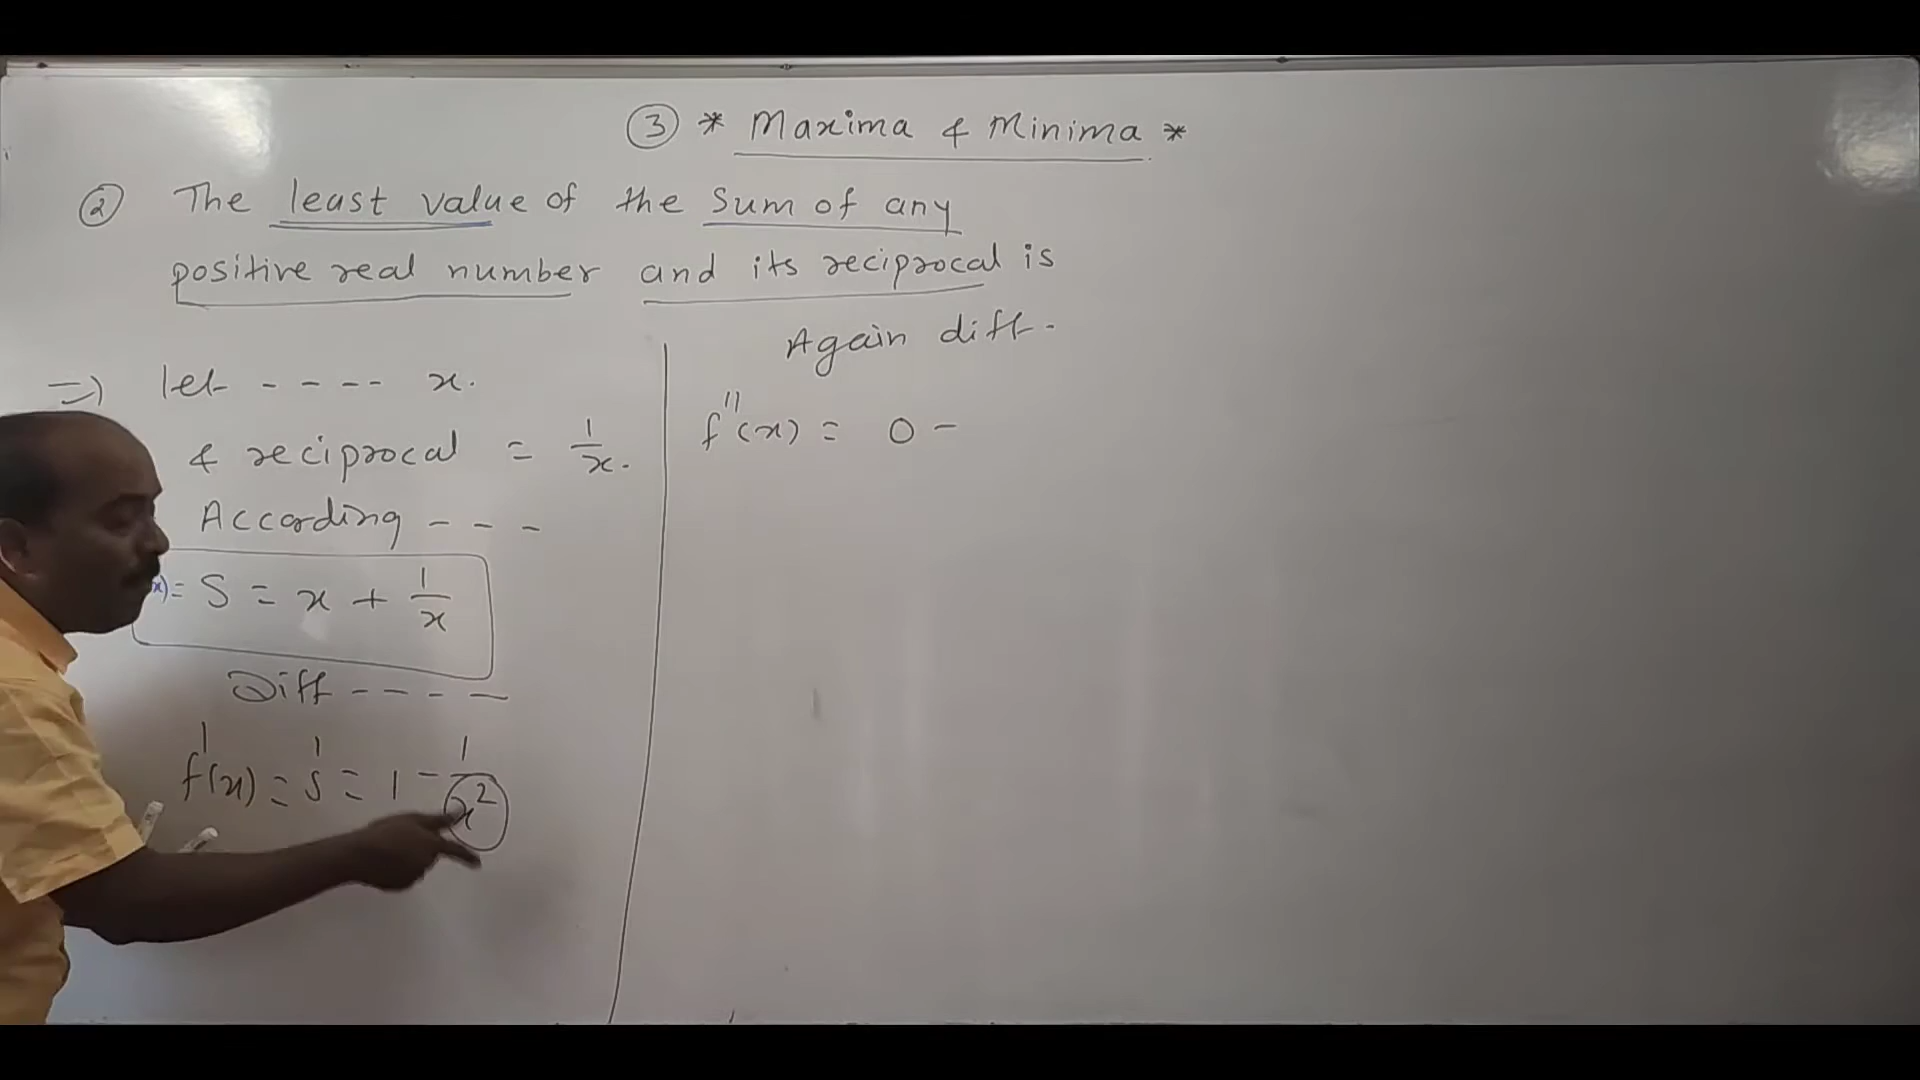 ③ * Maxima & Minima *
② The least value of the sum of any
positive real number and its reciprocal is
=) let - - - - x.
& reciprocal = 1/x.
According - - -
x) = S = x + 1/x
Diff - - - - -
f'(x) = S' = 1 - 1/x²
Again diff.
f''(x) = 0 -